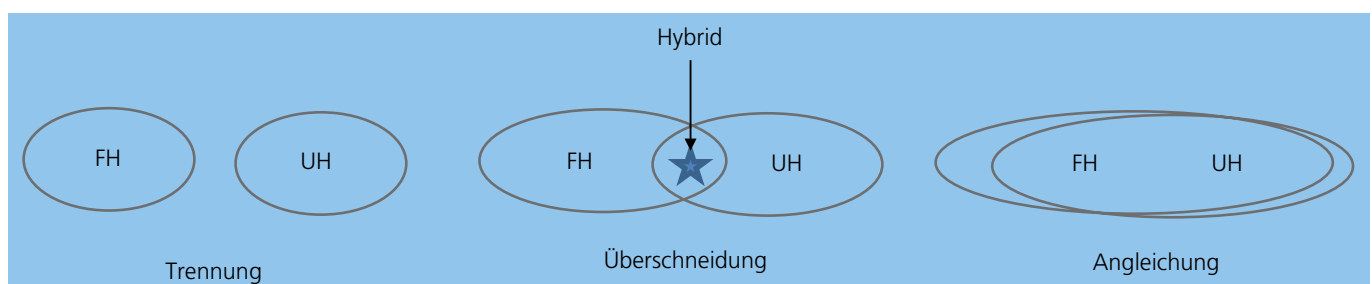 Hybrid
FH
UH
FH
UH
FH
UH
Trennung
Überschneidung
Angleichung